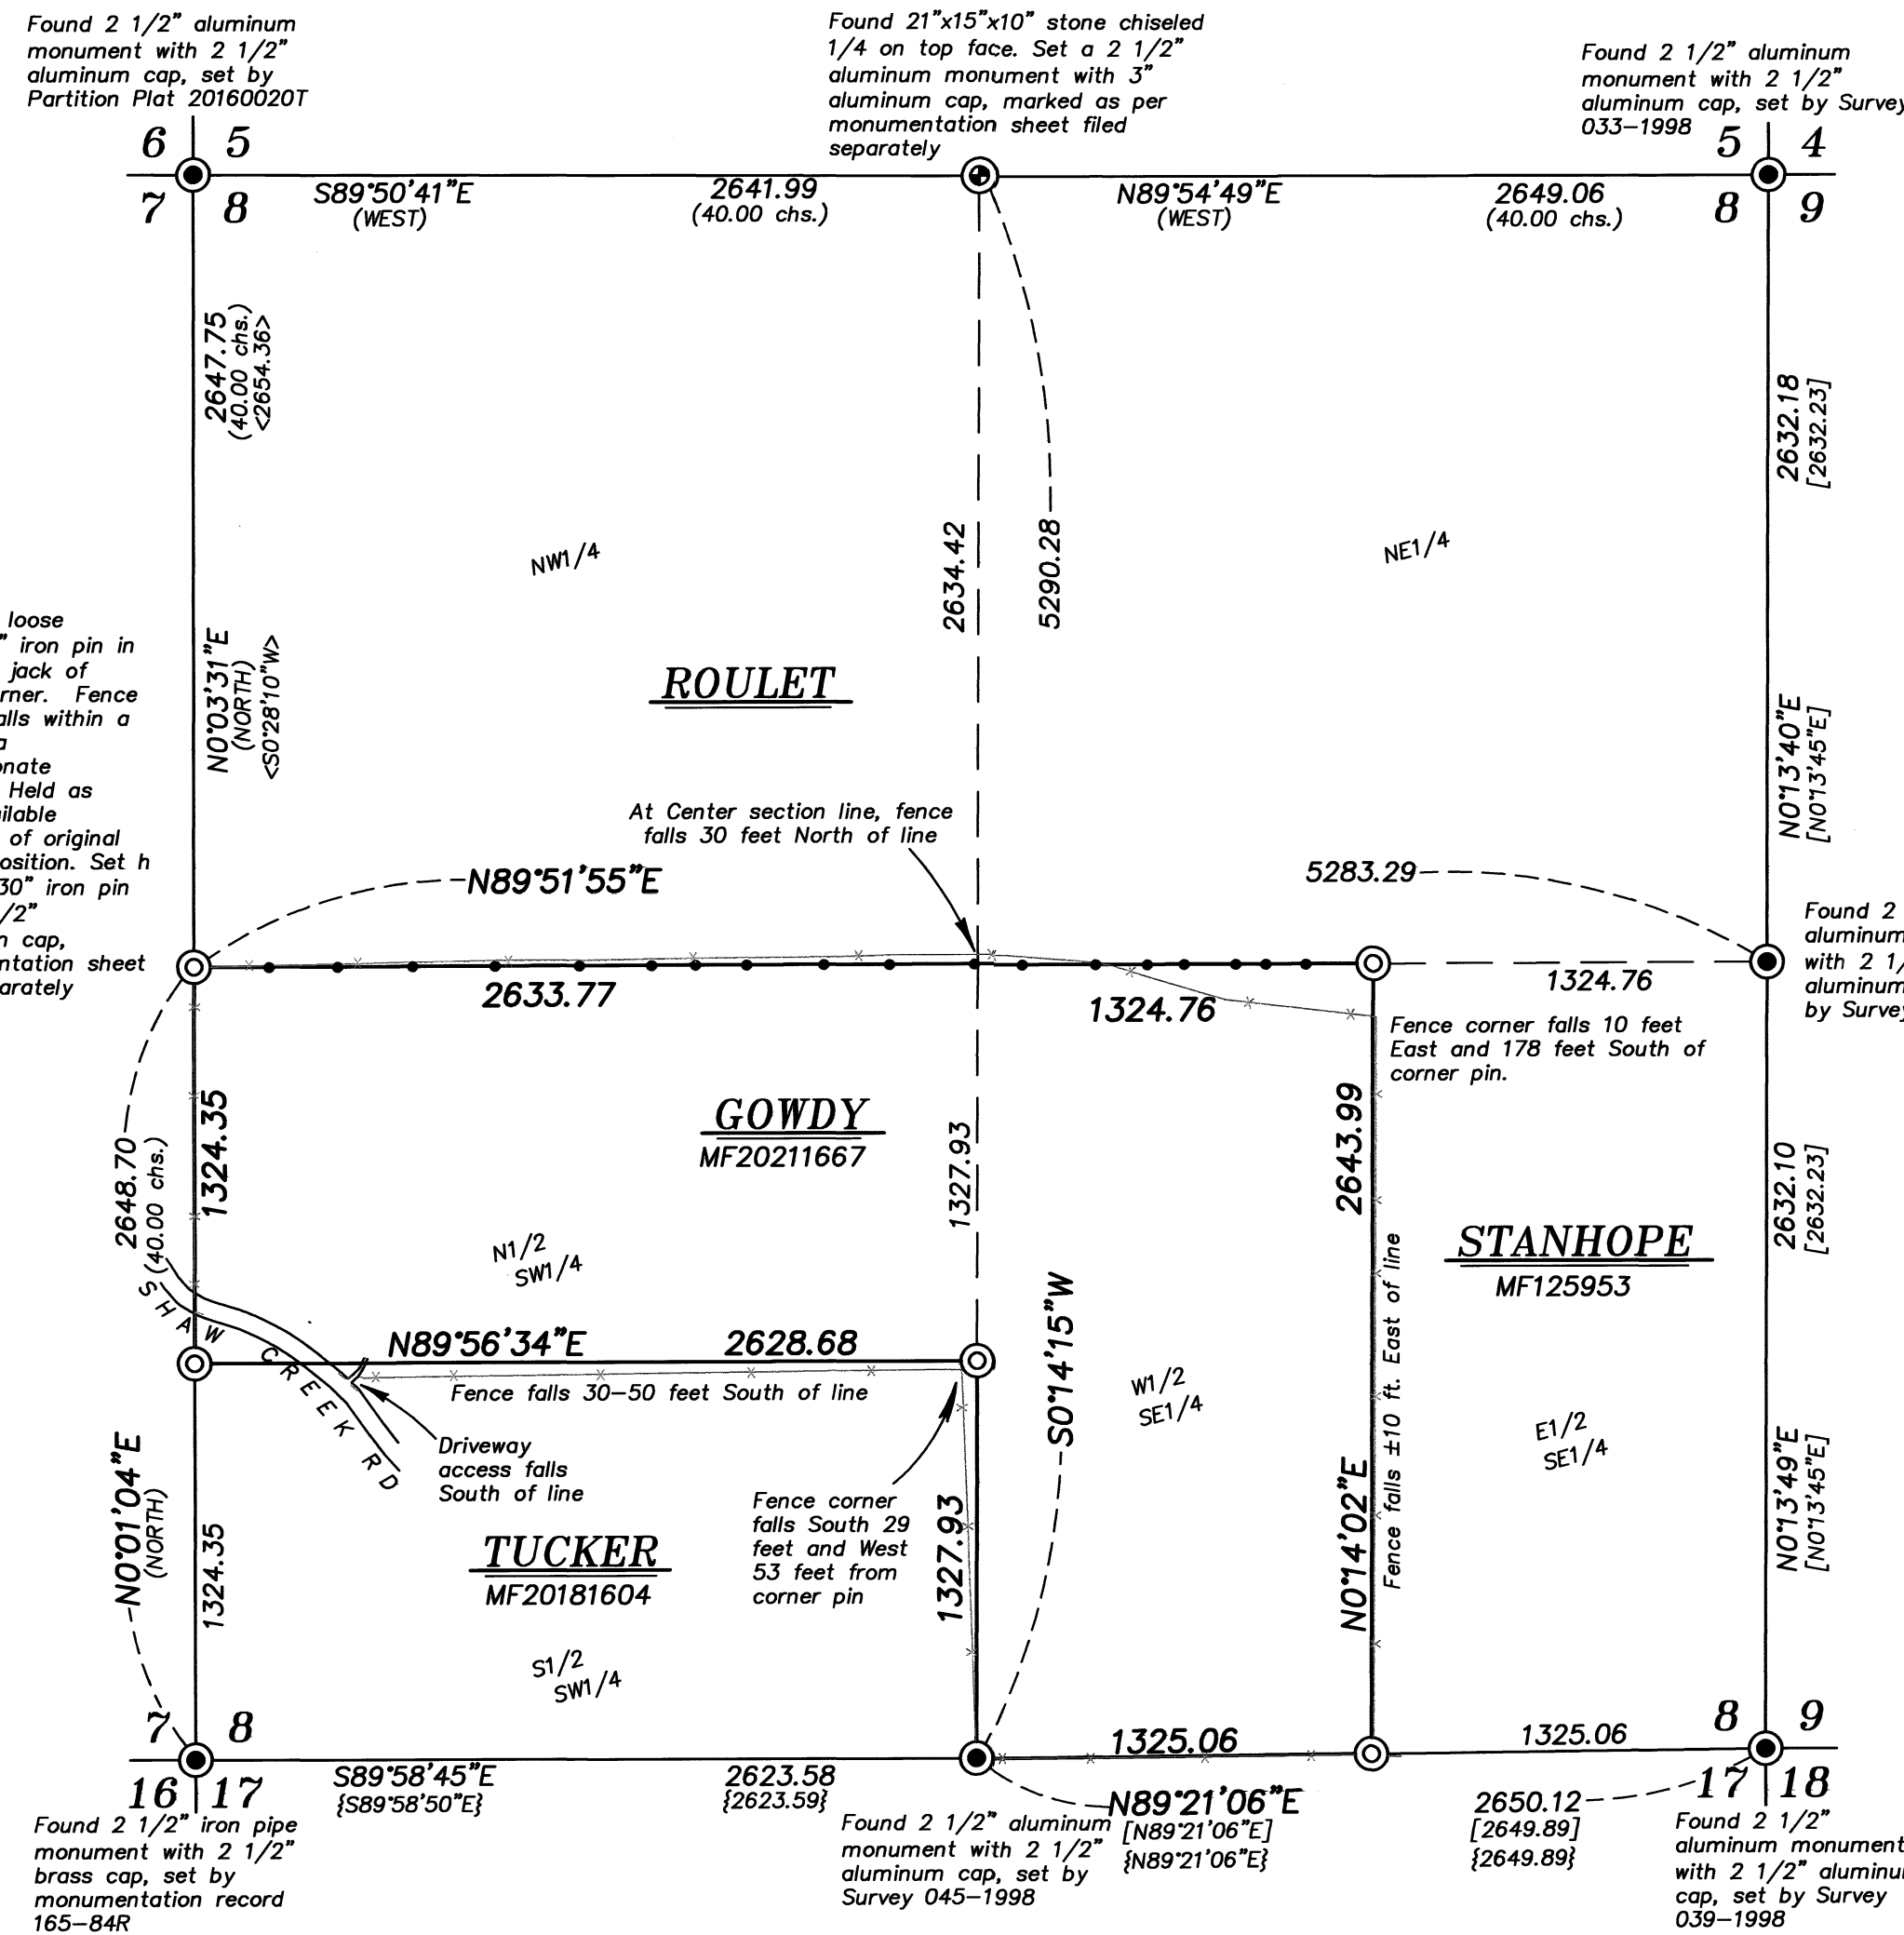 Found 2 1/2" aluminum
monument with 2 1/2"
aluminum cap, set by
Partition Plat 20160020T
Found 21"x15"x10" stone chiseled
1/4 on top face. Set a 2 1/2"
aluminum monument with 3"
aluminum cap, marked as per
monumentation sheet filed
separately
Found 2 1/2" aluminum
monument with 2 1/2"
aluminum cap, set by Survey
033-1998
6 5
7 8
5 4
8 9
S89°50'41"E
(WEST)
2641.99
(40.00 chs.)
N89°54'49"E
(WEST)
2649.06
(40.00 chs.)
2647.75
(40.00 chs.)
<2654.36>
N0°03'31"E
(NORTH)
<S0°28'10"W>
2634.42
5290.28
2632.18
[2632.23]
N0°13'40"E
[N0°13'45"E]
NW1/4
NE1/4
ROULET
loose
" iron pin in
jack of
rner. Fence
alls within a
a
onate
Held as
ilable
of original
osition. Set h
30" iron pin
/2"
n cap,
ntation sheet
parately
At Center section line, fence
falls 30 feet North of line
N89°51'55"E
5283.29
2633.77
1324.76
1324.76
Found 2
aluminum
with 2 1/
aluminum
by Survey
Fence corner falls 10 feet
East and 178 feet South of
corner pin.
GOWDY
MF20211667
2648.70
(40.00 chs.)
1324.35
1327.93
2643.99
2632.10
[2632.23]
N1/2
SW1/4
STANHOPE
MF125953
SHAW CREEK RD
N89°56'34"E
2628.68
Fence falls 30-50 feet South of line
Driveway
access falls
South of line
S0°14'15"W
W1/2
SE1/4
Fence falls ±10 ft. East of line
N0°14'02"E
E1/2
SE1/4
N0°13'49"E
[N0°13'45"E]
N0°01'04"E
(NORTH)
1324.35
TUCKER
MF20181604
Fence corner
falls South 29
feet and West
53 feet from
corner pin
1327.93
S1/2
SW1/4
7 8
16 17
8 9
17 18
S89°58'45"E
{S89°58'50"E}
2623.58
{2623.59}
1325.06
1325.06
N89°21'06"E
[N89°21'06"E]
{N89°21'06"E}
2650.12
[2649.89]
{2649.89}
Found 2 1/2" iron pipe
monument with 2 1/2"
brass cap, set by
monumentation record
165-84R
Found 2 1/2" aluminum
monument with 2 1/2"
aluminum cap, set by
Survey 045-1998
Found 2 1/2"
aluminum monument
with 2 1/2" aluminum
cap, set by Survey
039-1998